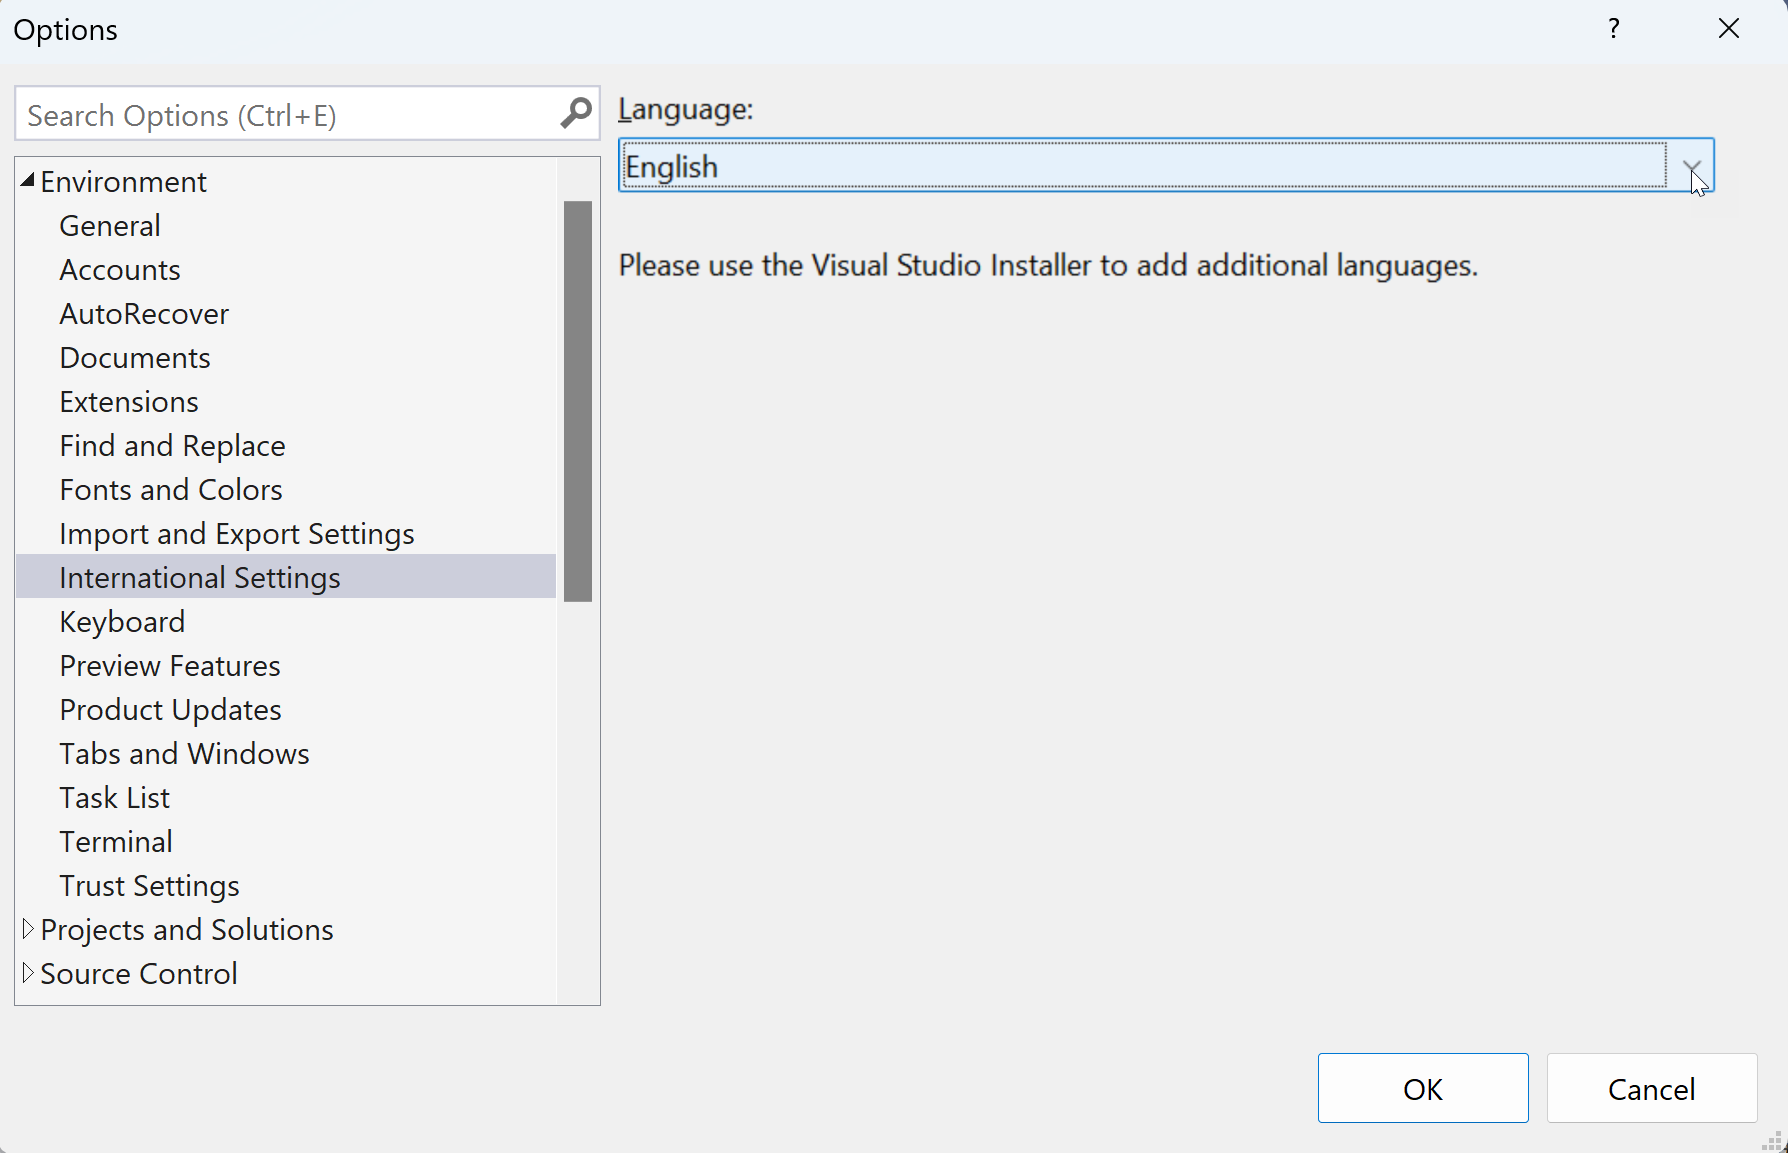 Options
?
Search Options (Ctrl+E)
Environment
General
Accounts
AutoRecover
Documents
Extensions
Find and Replace
Fonts and Colors
Import and Export Settings
International Settings
Keyboard
Preview Features
Product Updates
Tabs and Windows
Task List
Terminal
Trust Settings
Projects and Solutions
Source Control
Language:
English
Please use the Visual Studio Installer to add additional languages.
OK
Cancel